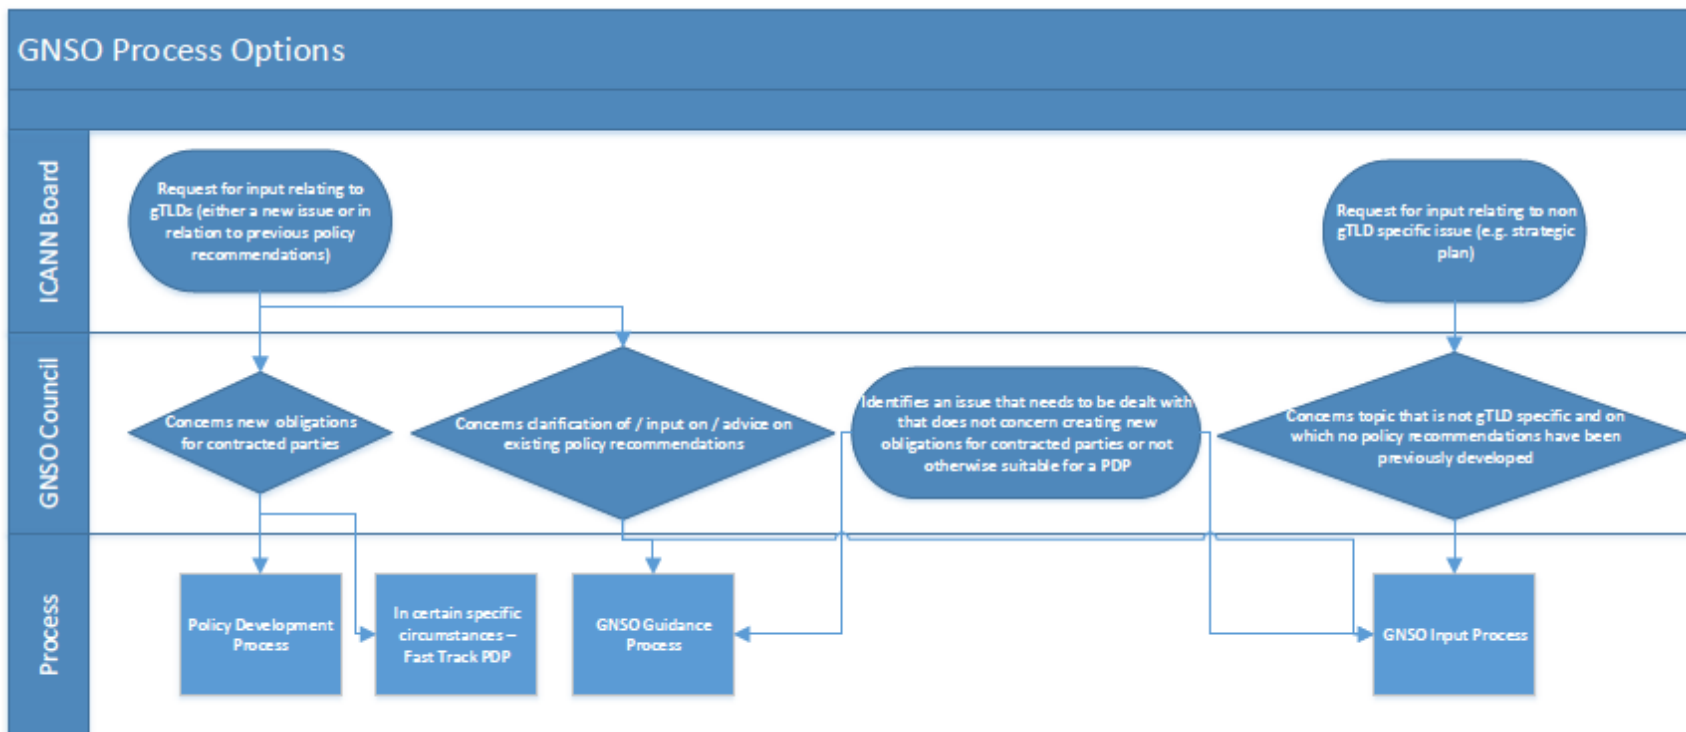 GNSO Process Options
ICANN Board
Request for input relating to
gTLDs (either a new issue or in
relation to previous policy
recommendations)
Request for input relating to non
gTLD specific issue (e.g. strategic
plan)
GNSO Council
Concerns new obligations
for contracted parties
Concerns clarification of / input on / advice on
existing policy recommendations
Identifies an issue that needs to be dealt with
that does not concern creating new
obligations for contracted parties or not
otherwise suitable for a PDP
Concerns topic that is not gTLD specific and on
which no policy recommendations have been
previously developed
Process
Policy Development
Process
In certain specific
circumstances –
Fast Track PDP
GNSO Guidance
Process
GNSO Input Process